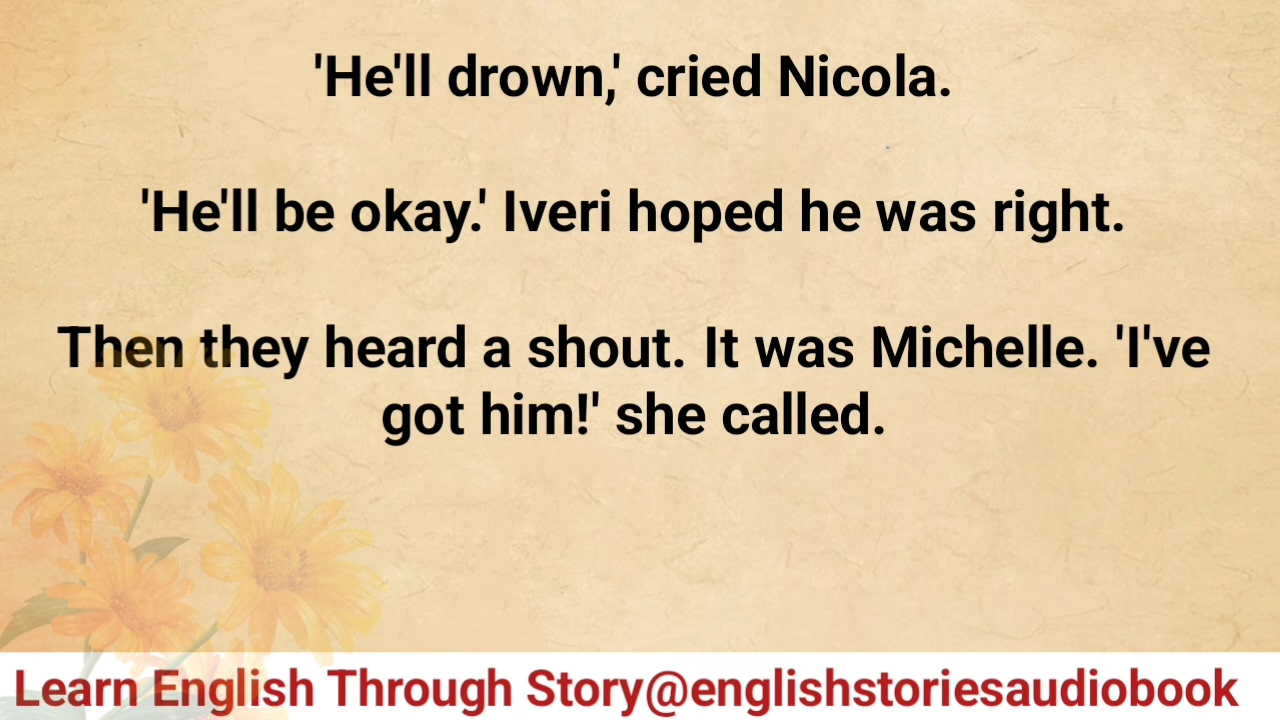 'He'll drown,' cried Nicola.
'He'll be okay.' Iveri hoped he was right.
Then they heard a shout. It was Michelle. 'I've
got him!' she called.
Learn English Through Story@englishstoriesaudiobook